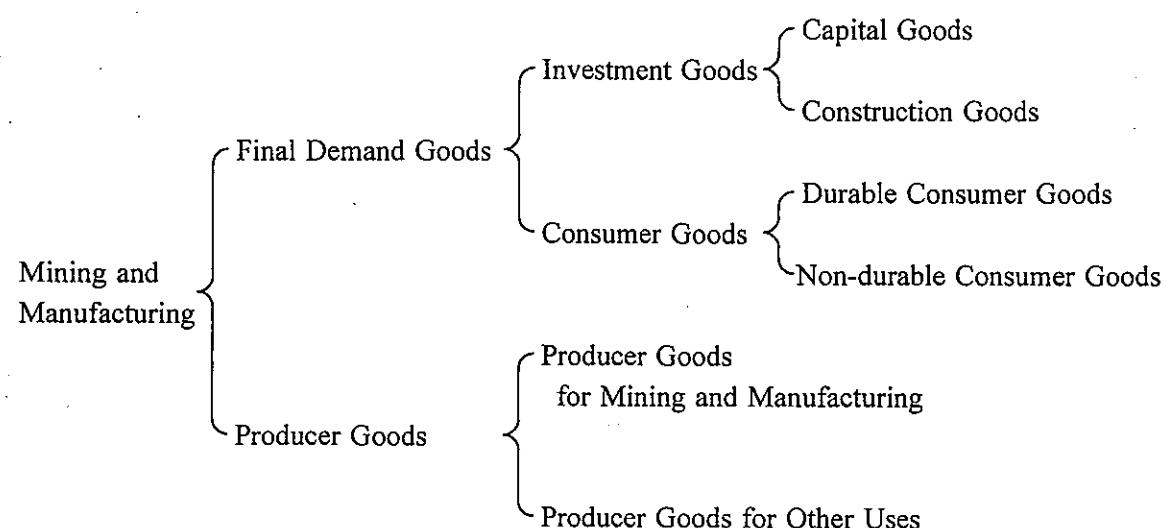 Capital Goods
Investment Goods
Construction Goods
Final Demand Goods
Durable Consumer Goods
Consumer Goods
Non-durable Consumer Goods
Mining and
Manufacturing
Producer Goods
for Mining and Manufacturing
Producer Goods
Producer Goods for Other Uses